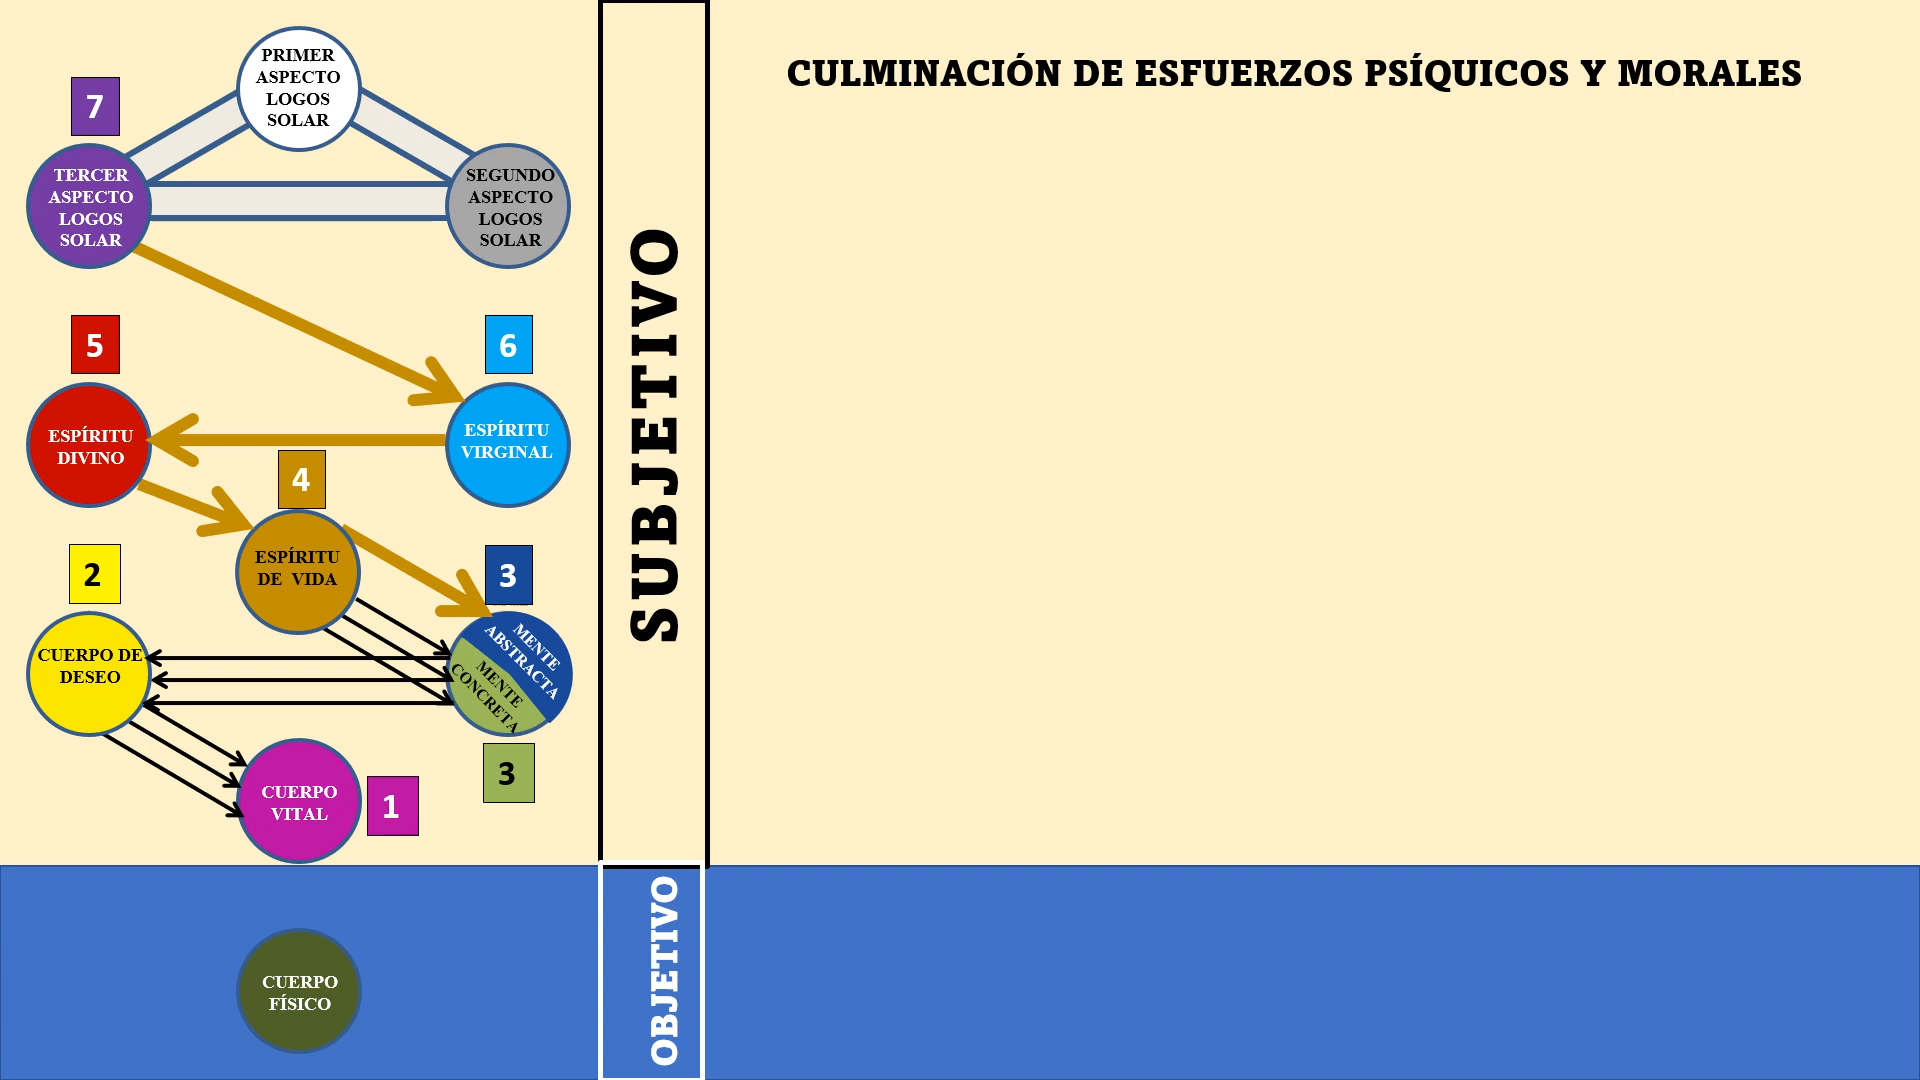 CULMINACIÓN DE ESFUERZOS PSÍQUICOS Y MORALES
PRIMER
ASPECTO
LOGOS
SOLAR
7
TERCER
ASPECTO
LOGOS
SOLAR
SEGUNDO
ASPECTO
LOGOS
SOLAR
5
6
ESPÍRITU
DIVINO
ESPÍRITU
VIRGINAL
4
ESPÍRITU
DE VIDA
2
3
CUERPO DE
DESEO
MENTE
ABSTRACTA
MENTE
CONCRETA
3
CUERPO
VITAL
1
SUBJETIVO
CUERPO
FÍSICO
OBJETIVO